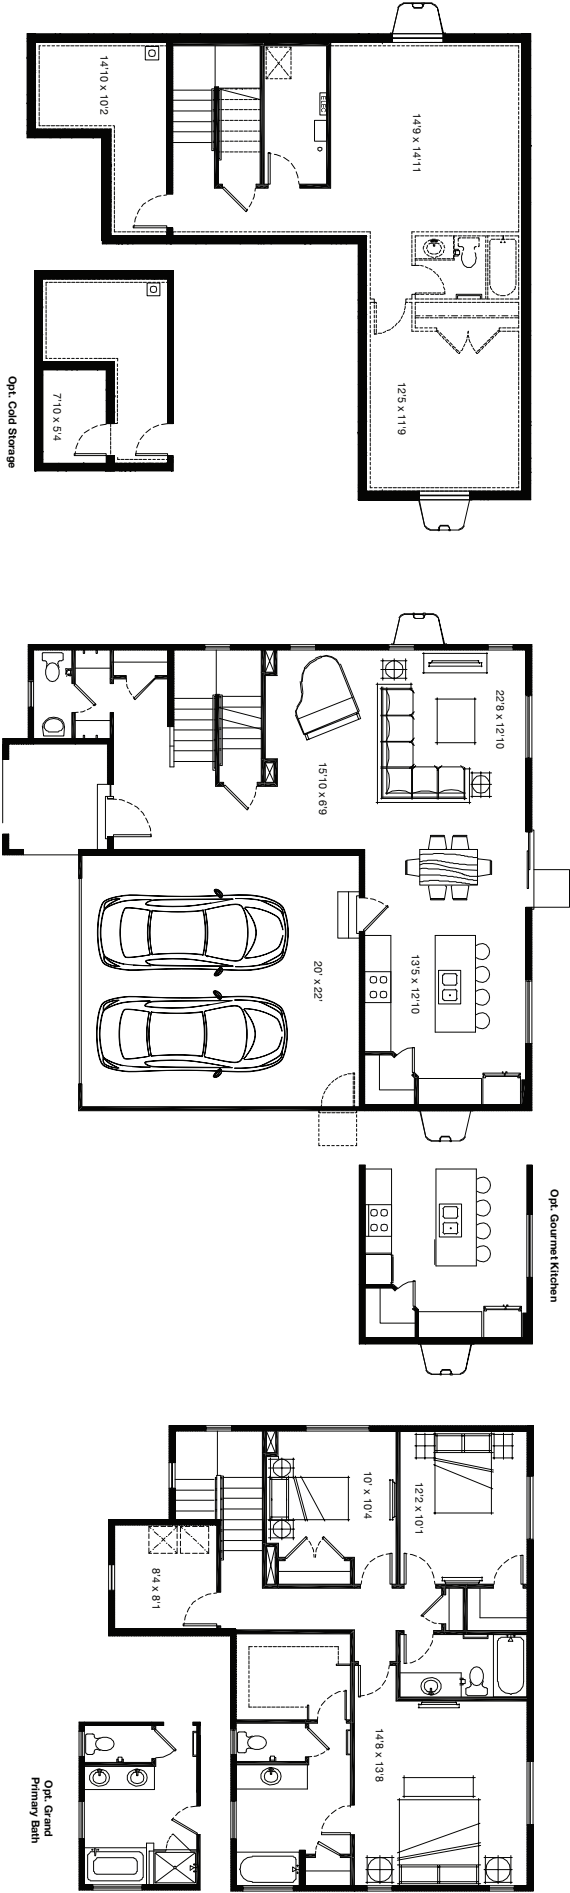 14'10 x 10'2
ELEC
14'9 x 14'11
12'5 x 11'9
7'10 x 5'4
Opt. Cold Storage
22'8 x 12'10
15'10 x 6'9
13'5 x 12'10
20' x 22'
Opt. Gourmet Kitchen
10' x 10'4
12'2 x 10'1
8'4 x 8'1
14'8 x 13'8
Opt. Grand
Primary Bath